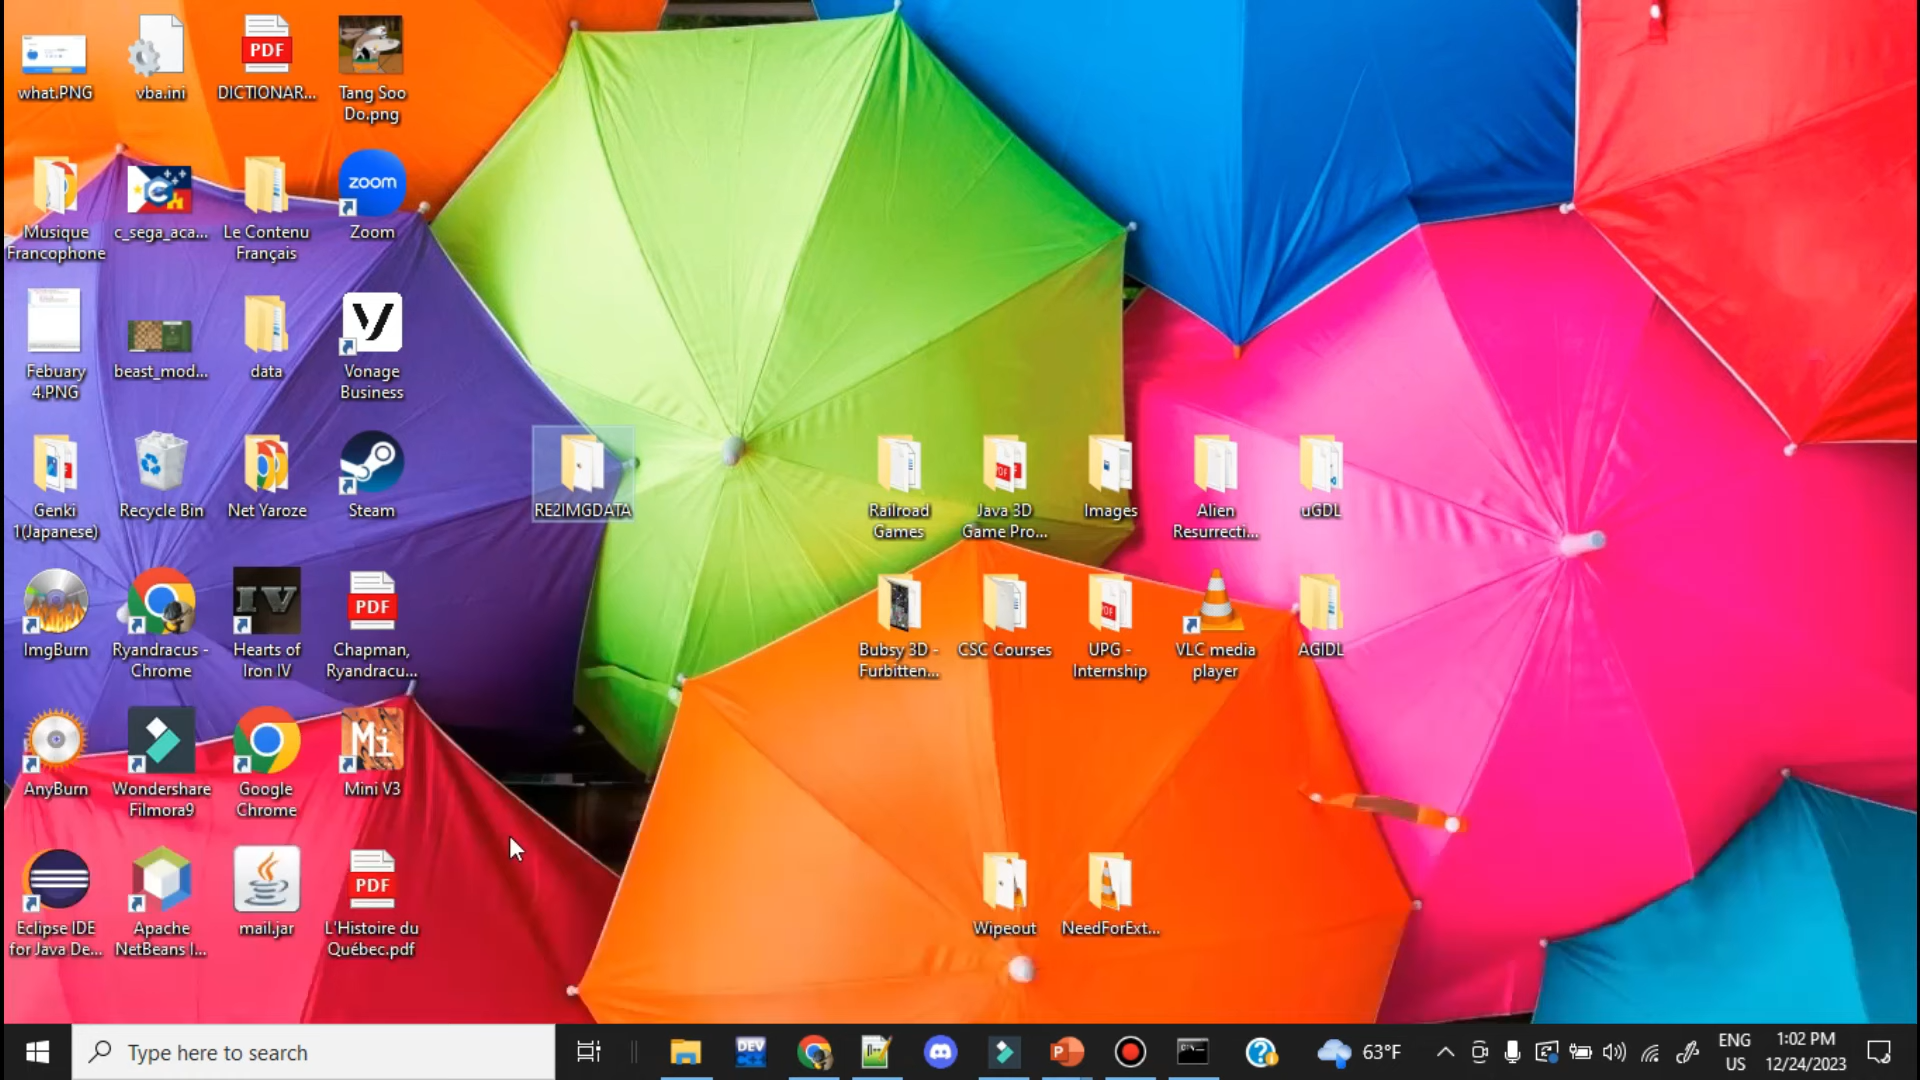 what.PNG
vba.ini
PDF
DICTIONAR...
Tang Soo
Do.png
Musique
Francophone
c_sega_aca...
Le Contenu
Français
zoom
Zoom
Febuary
4.PNG
beast_mod...
data
Vonage
Business
Genki
1(Japanese)
Recycle Bin
Net Yaroze
Steam
RE2IMGDATA
Railroad
Games
PDF
Java 3D
Game Pro...
Images
Alien
Resurrecti...
uGDL
ImgBurn
Ryandracus -
Chrome
IV
Hearts of
Iron IV
PDF
Chapman,
Ryandracu...
Bubsy 3D -
Furbitten...
CSC Courses
PDF
UPG -
Internship
VLC media
player
AGIDL
AnyBurn
Wondershare
Filmora9
Google
Chrome
Mi
Mini V3
Eclipse IDE
for Java De...
Apache
NetBeans I...
mail.jar
PDF
L'Histoire du
Québec.pdf
Wipeout
NeedForExt...
Type here to search
DEV
P
63°F
ENG
US
1:02 PM
12/24/2023